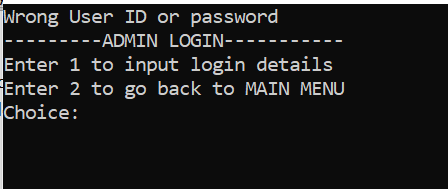 Wrong User ID or password
---------ADMIN LOGIN-----------
Enter 1 to input login details
Enter 2 to go back to MAIN MENU
Choice: